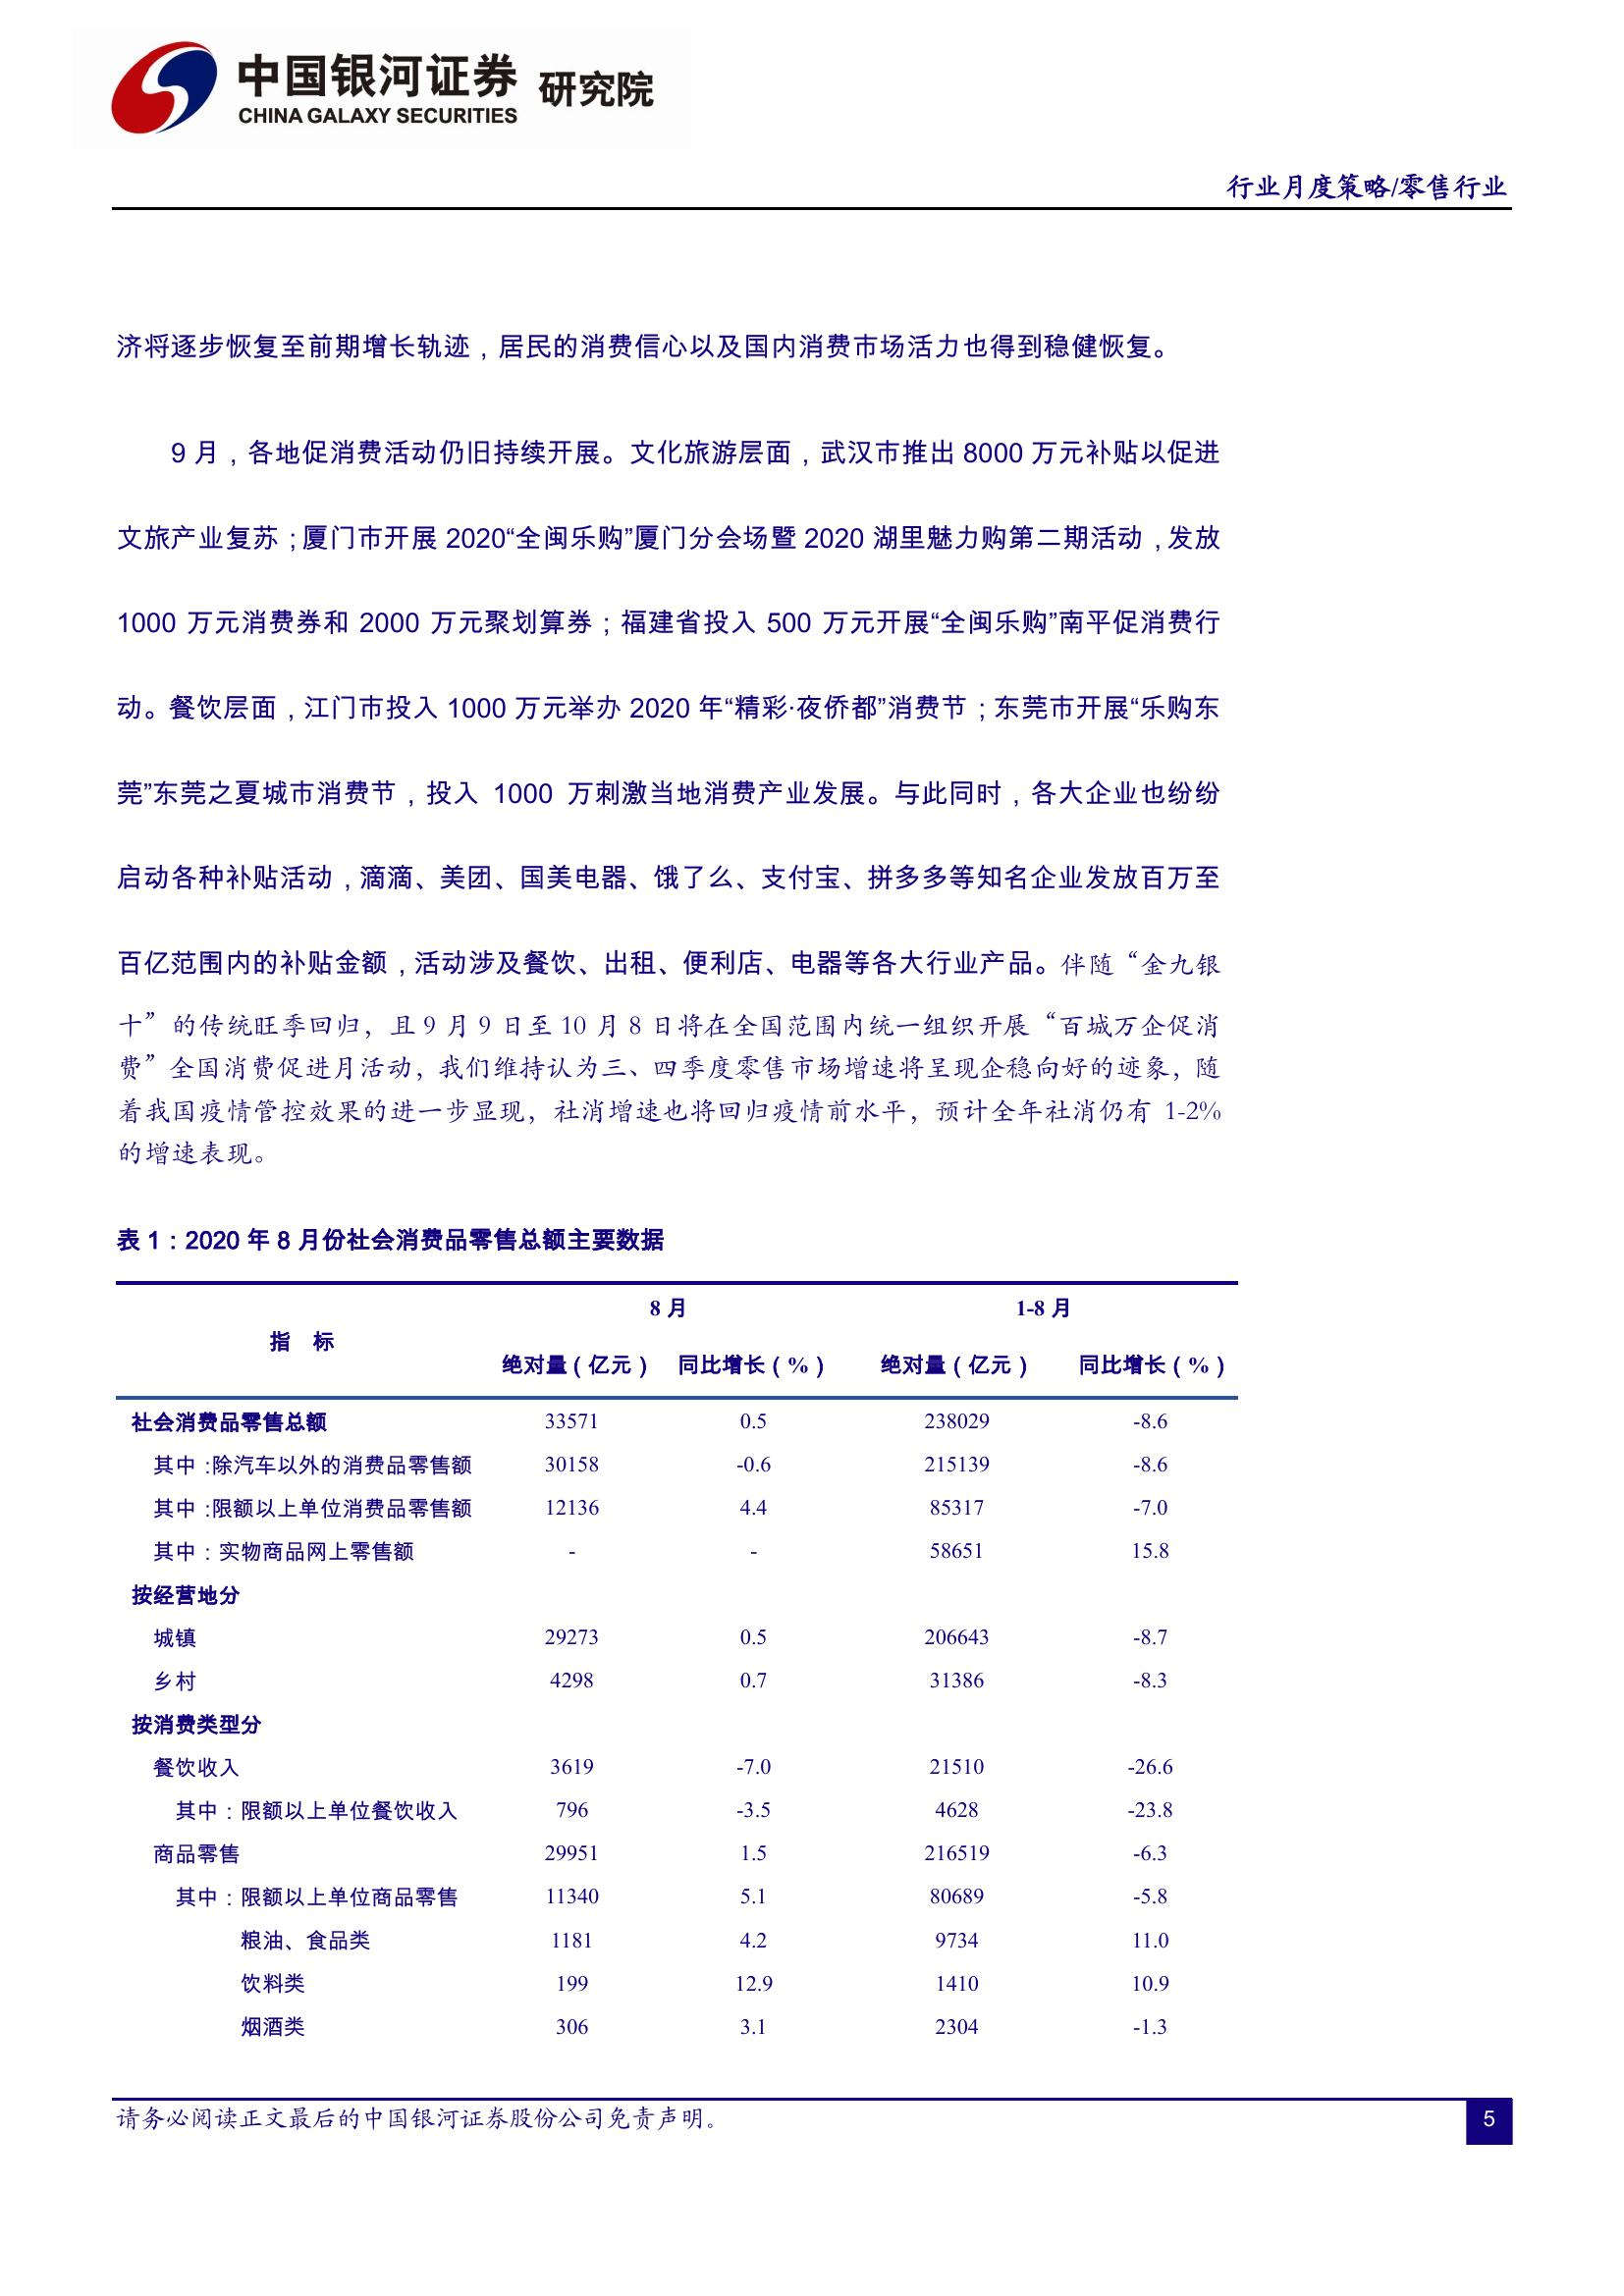 中国银河证券 研究院
CHINA GALAXY SECURITIES
行业月度策略/零售行业
济将逐步恢复至前期增长轨迹，居民的消费信心以及国内消费市场活力也得到稳健恢复。
9 月，各地促消费活动仍旧持续开展。文化旅游层面，武汉市推出 8000 万元补贴以促进
文旅产业复苏；厦门市开展 2020“全闽乐购”厦门分会场暨 2020 湖里魅力购第二期活动，发放
1000 万元消费券和 2000 万元聚划算券；福建省投入 500 万元开展“全闽乐购”南平促消费行
动。餐饮层面，江门市投入 1000 万元举办 2020 年“精彩·夜侨都”消费节；东莞市开展“乐购东
莞”东莞之夏城市消费节，投入 1000 万刺激当地消费产业发展。与此同时，各大企业也纷纷
启动各种补贴活动，滴滴、美团、国美电器、饿了么、支付宝、拼多多等知名企业发放百万至
百亿范围内的补贴金额，活动涉及餐饮、出租、便利店、电器等各大行业产品。伴随“金九银
十”的传统旺季回归，且 9 月 9 日至 10 月 8 日将在全国范围内统一组织开展“百城万企促消
费”全国消费促进月活动，我们维持认为三、四季度零售市场增速将呈现企稳向好的迹象，随
着我国疫情管控效果的进一步显现，社消增速也将回归疫情前水平，预计全年社消仍有 1-2%
的增速表现。
表 1：2020 年 8 月份社会消费品零售总额主要数据
指 标 8 月 1-8 月
绝对量（亿元） 同比增长（%） 绝对量（亿元） 同比增长（%）
社会消费品零售总额 33571 0.5 238029 -8.6
其中：除汽车以外的消费品零售额 30158 -0.6 215139 -8.6
其中：限额以上单位消费品零售额 12136 4.4 85317 -7.0
其中：实物商品网上零售额 - - 58651 15.8
按经营地分
城镇 29273 0.5 206643 -8.7
乡村 4298 0.7 31386 -8.3
按消费类型分
餐饮收入 3619 -7.0 21510 -26.6
其中：限额以上单位餐饮收入 796 -3.5 4628 -23.8
商品零售 29951 1.5 216519 -6.3
其中：限额以上单位商品零售 11340 5.1 80689 -5.8
粮油、食品类 1181 4.2 9734 11.0
饮料类 199 12.9 1410 10.9
烟酒类 306 3.1 2304 -1.3
请务必阅读正文最后的中国银河证券股份公司免责声明。
5